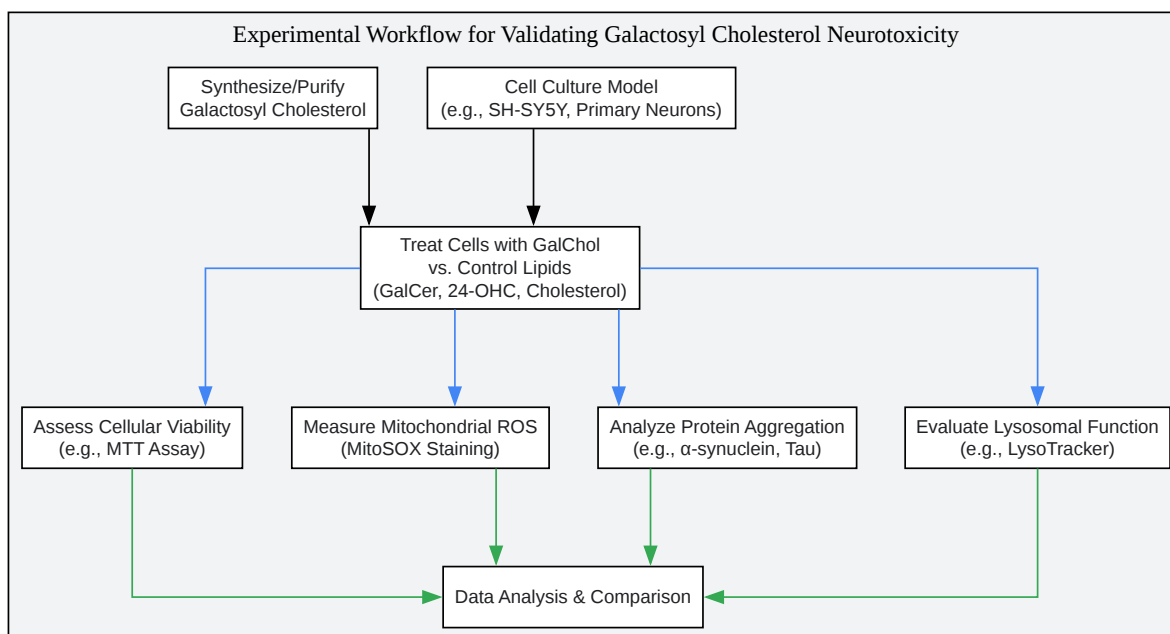 Experimental Workflow for Validating Galactosyl Cholesterol Neurotoxicity
Synthesize/Purify
Galactosyl Cholesterol
Cell Culture Model
(e.g., SH-SY5Y, Primary Neurons)
Treat Cells with GalChol
vs. Control Lipids
(GalCer, 24-OHC, Cholesterol)
Assess Cellular Viability
(e.g., MTT Assay)
Measure Mitochondrial ROS
(MitoSOX Staining)
Analyze Protein Aggregation
(e.g., α-synuclein, Tau)
Evaluate Lysosomal Function
(e.g., LysoTracker)
Data Analysis & Comparison